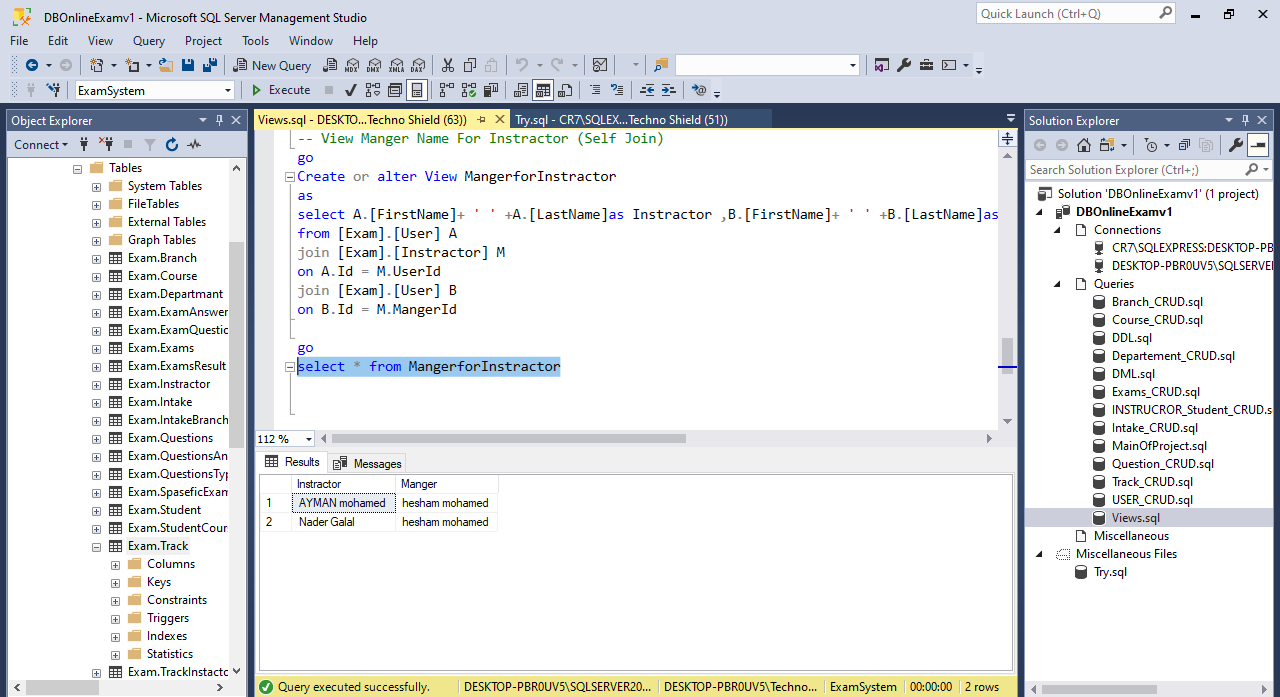 DBOnlineExamv1 - Microsoft SQL Server Management Studio
Quick Launch (Ctrl+Q)
File Edit View Query Project Tools Window Help
New Query
MDX DMX XMLA DAX
ExamSystem
Execute
Object Explorer
Connect
Tables
System Tables
FileTables
External Tables
Graph Tables
Exam.Branch
Exam.Course
Exam.Departmant
Exam.ExamAnswer
Exam.ExamQuestic
Exam.Exams
Exam.ExamsResult
Exam.Instructor
Exam.Intake
Exam.IntakeBranch
Exam.Questions
Exam.QuestionsAn
Exam.QuestionsTyp
Exam.SpaseficExam
Exam.Student
Exam.StudentCour
Exam.Track
Columns
Keys
Constraints
Triggers
Indexes
Statistics
Exam.TrackInstacto
Views.sql - DESKTO...Techno Shield (63))
Try.sql - CR7\SQLEX...Techno Shield (51))
-- View Manger Name For Instructor (Self Join)
go
Create or alter View MangerforInstractor
as
select A.[FirstName]+ ' ' +A.[LastName]as Instractor ,B.[FirstName]+ ' ' +B.[LastName]as
from [Exam].[User] A
join [Exam].[Instractor] M
on A.Id = M.UserId
join [Exam].[User] B
on B.Id = M.MangerId
go
select * from MangerforInstractor
112 %
Results
Messages
Instractor Manger
1 AYMAN mohamed hesham mohamed
2 Nader Galal hesham mohamed
Query executed successfully.
DESKTOP-PBR0UV5\SQLSERVER20...
DESKTOP-PBR0UV5\Techno...
ExamSystem
00:00:00
2 rows
Solution Explorer
Search Solution Explorer (Ctrl+;)
Solution 'DBOnlineExamv1' (1 project)
DBOnlineExamv1
Connections
CR7\SQLEXPRESS:DESKTOP-PB
DESKTOP-PBR0UV5\SQLSERVE
Queries
Branch_CRUD.sql
Course_CRUD.sql
DDL.sql
Departement_CRUD.sql
DML.sql
Exams_CRUD.sql
INSTRUCROR_Student_CRUD.s
Intake_CRUD.sql
MainOfProject.sql
Question_CRUD.sql
Track_CRUD.sql
USER_CRUD.sql
Views.sql
Miscellaneous
Miscellaneous Files
Try.sql